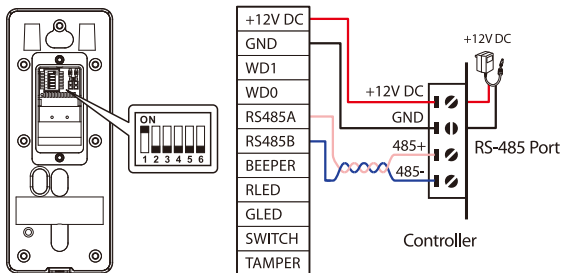 ON
1 2 3 4 5 6
+12V DC
GND
WD1
WD0
RS485A
RS485B
BEEPER
RLED
GLED
SWITCH
TAMPER
+12V DC
+12V DC
GND
485+
485-
RS-485 Port
Controller